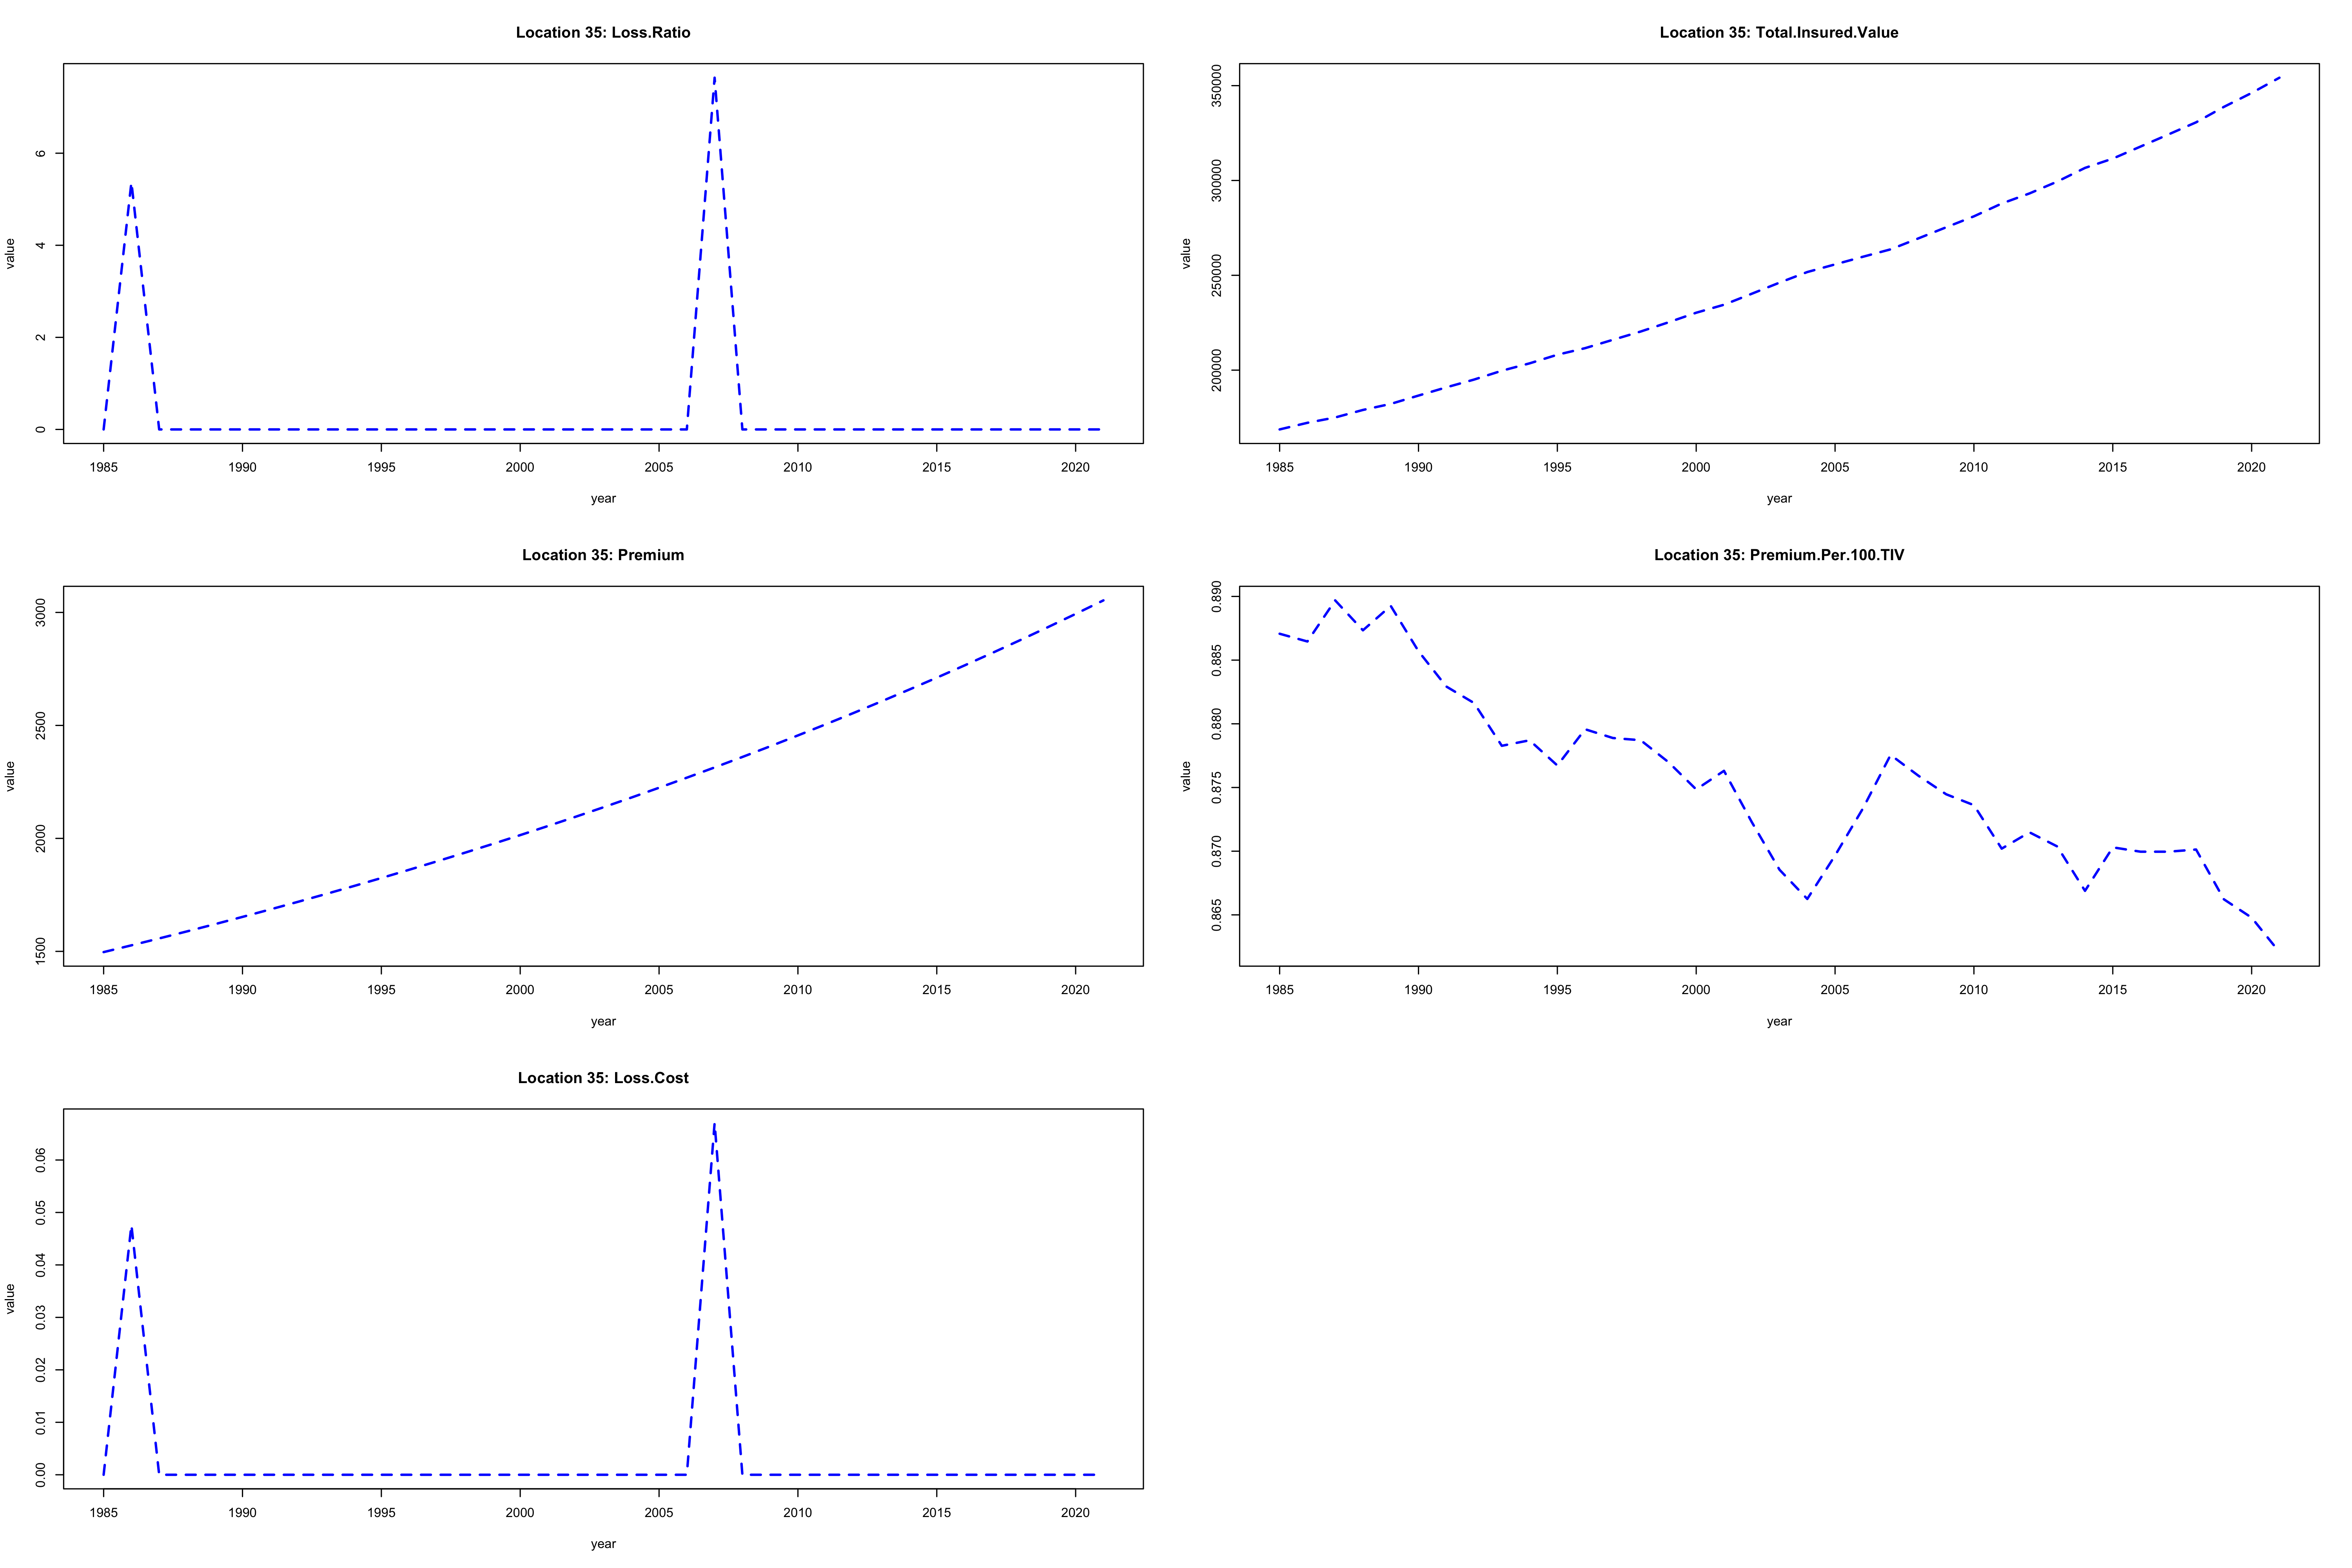 Location 35: Loss.Ratio
value
0 2 4 6
1985 1990 1995 2000 2005 2010 2015 2020
year
Location 35: Total.Insured.Value
value
200000 250000 300000 350000
1985 1990 1995 2000 2005 2010 2015 2020
year
Location 35: Premium
value
1500 2000 2500 3000
1985 1990 1995 2000 2005 2010 2015 2020
year
Location 35: Premium.Per.100.TIV
value
0.865 0.870 0.875 0.880 0.885 0.890
1985 1990 1995 2000 2005 2010 2015 2020
year
Location 35: Loss.Cost
value
0.00 0.01 0.02 0.03 0.04 0.05 0.06
1985 1990 1995 2000 2005 2010 2015 2020
year